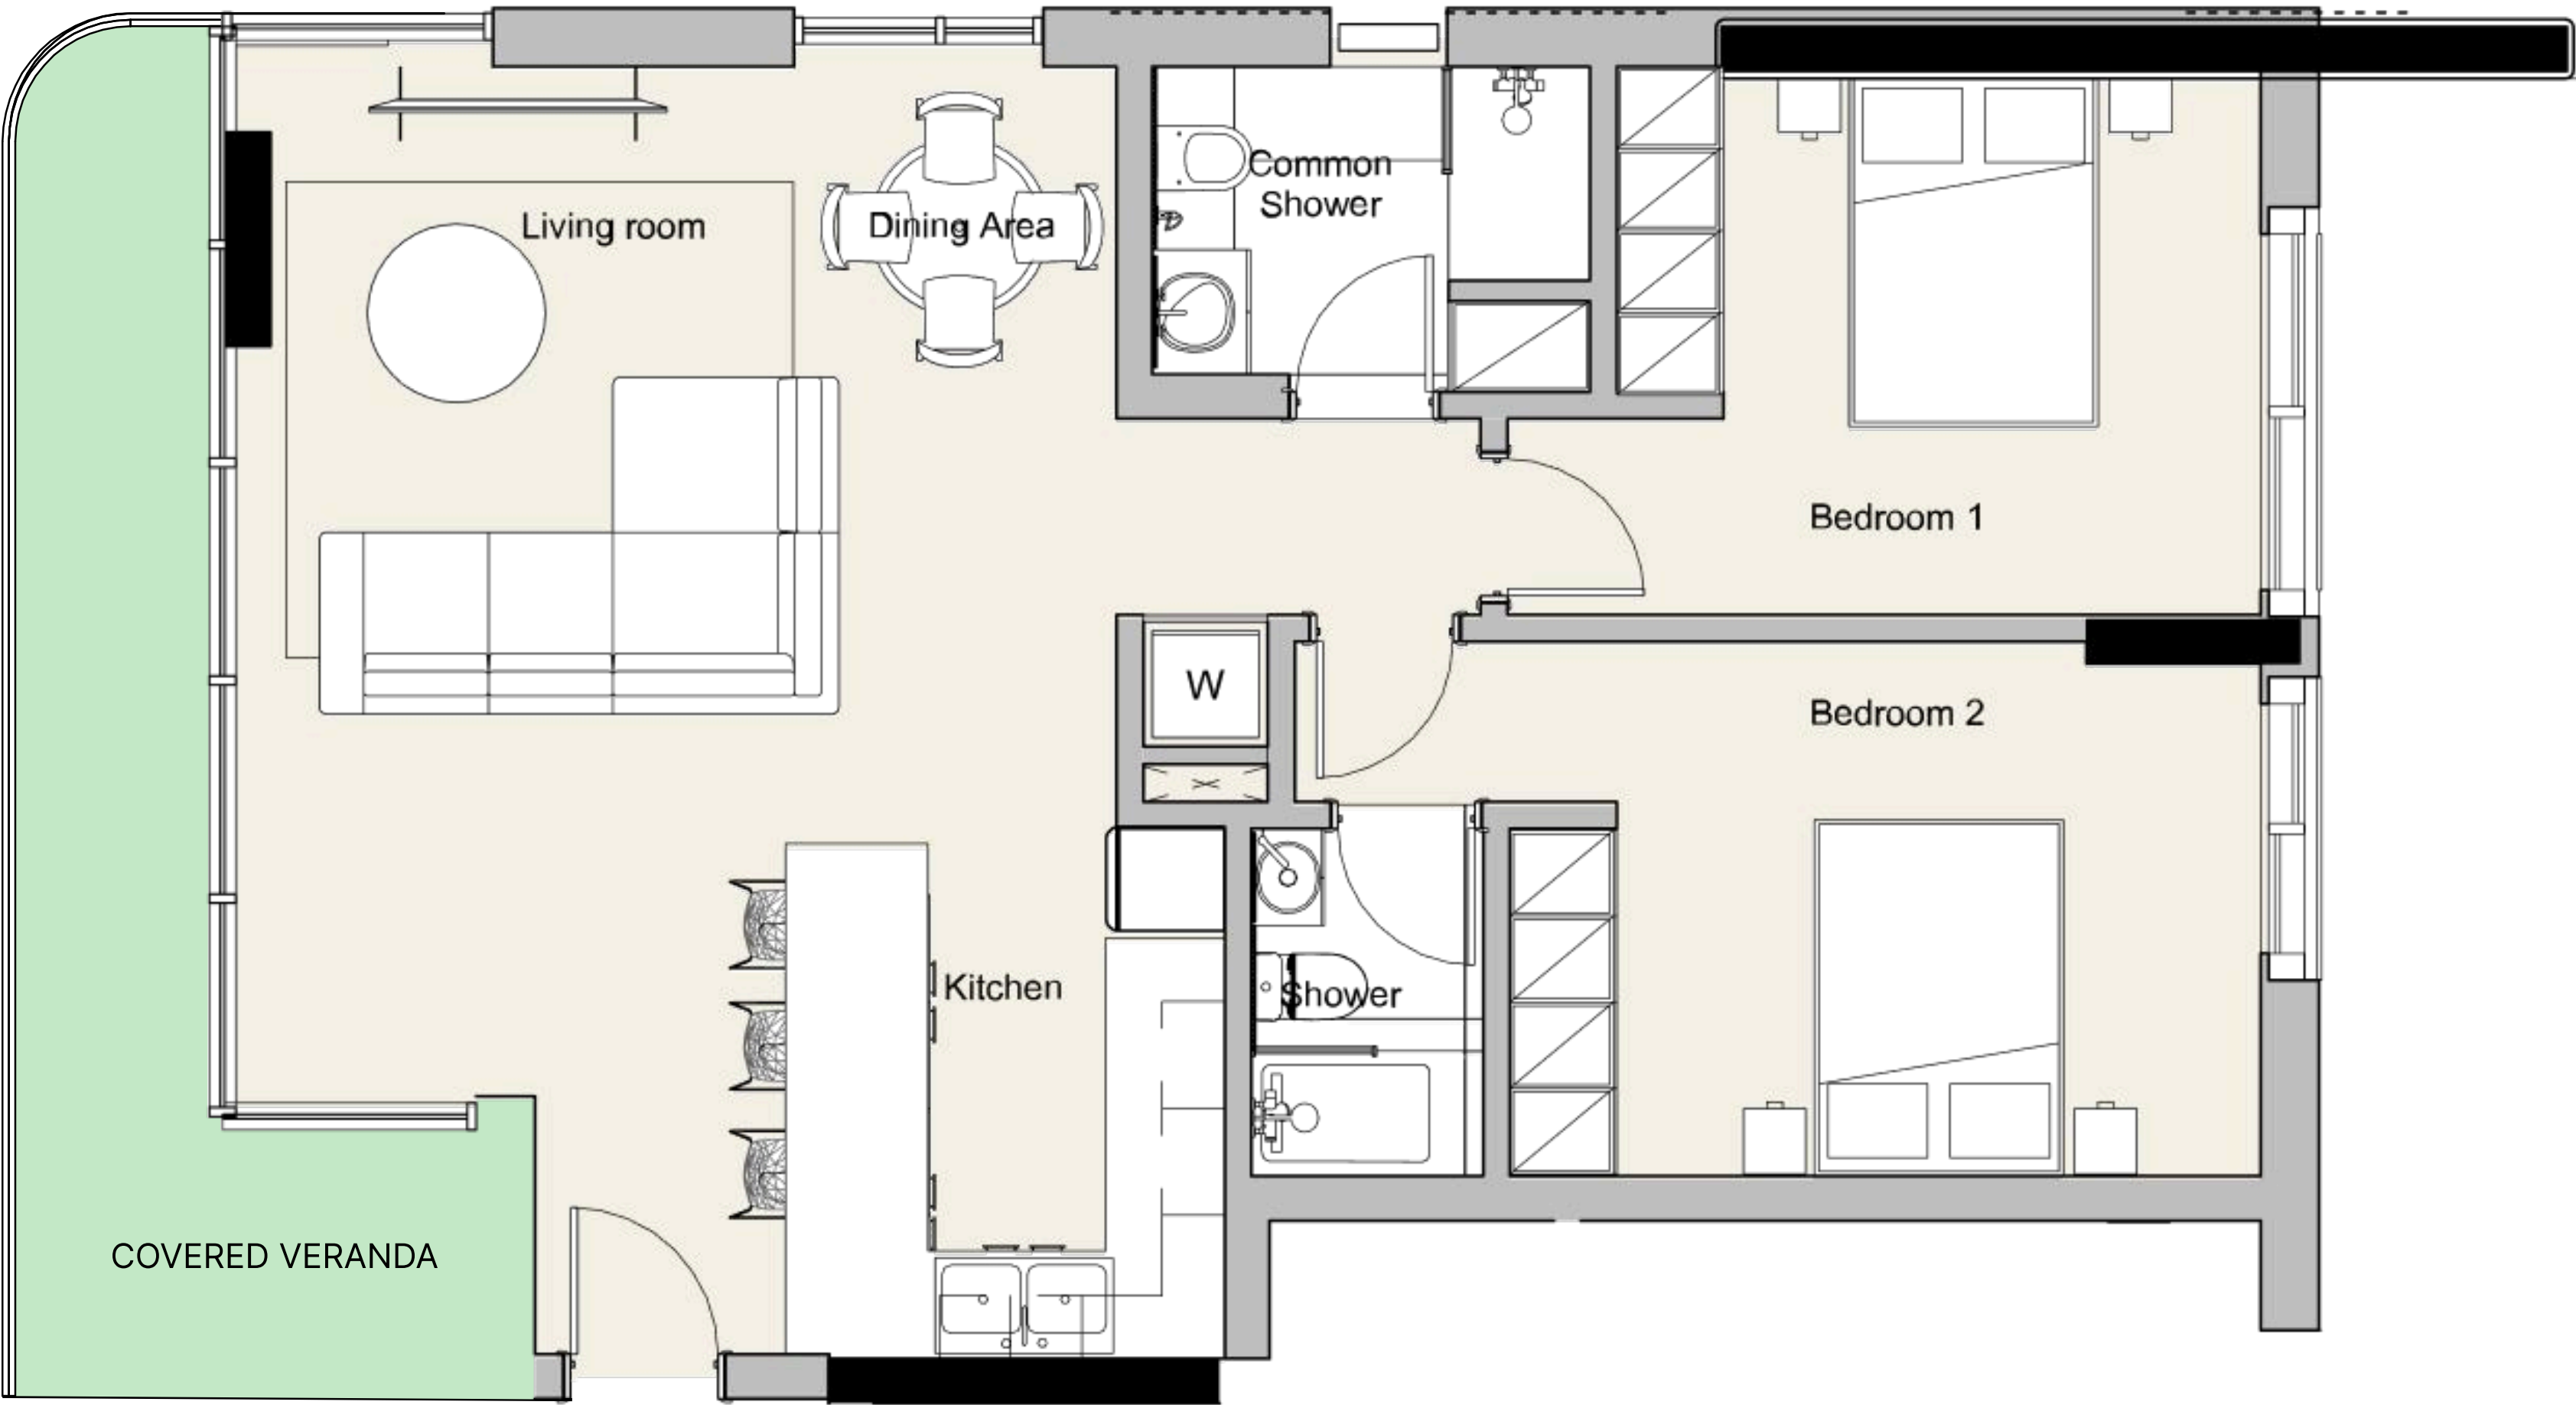 Common
Shower
Living room
Dining Area
Bedroom 1
W
Bedroom 2
Kitchen
Shower
COVERED VERANDA